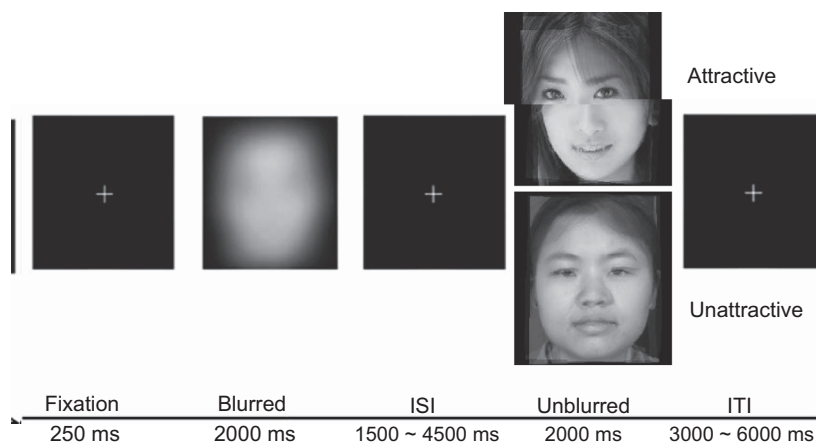 Attractive
Unattractive
Fixation Blurred ISI Unblurred ITI
250 ms 2000 ms 1500 ~ 4500 ms 2000 ms 3000 ~ 6000 ms